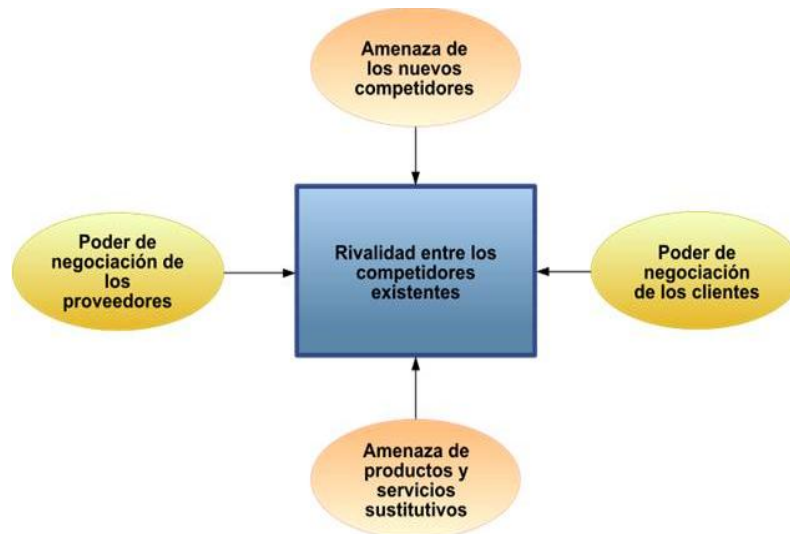 Amenaza de
los nuevos
competidores
Poder de
negociación de
los
proveedores
Rivalidad entre los
competidores
existentes
Poder de
negociación
de los clientes
Amenaza de
productos y
servicios
sustitutivos